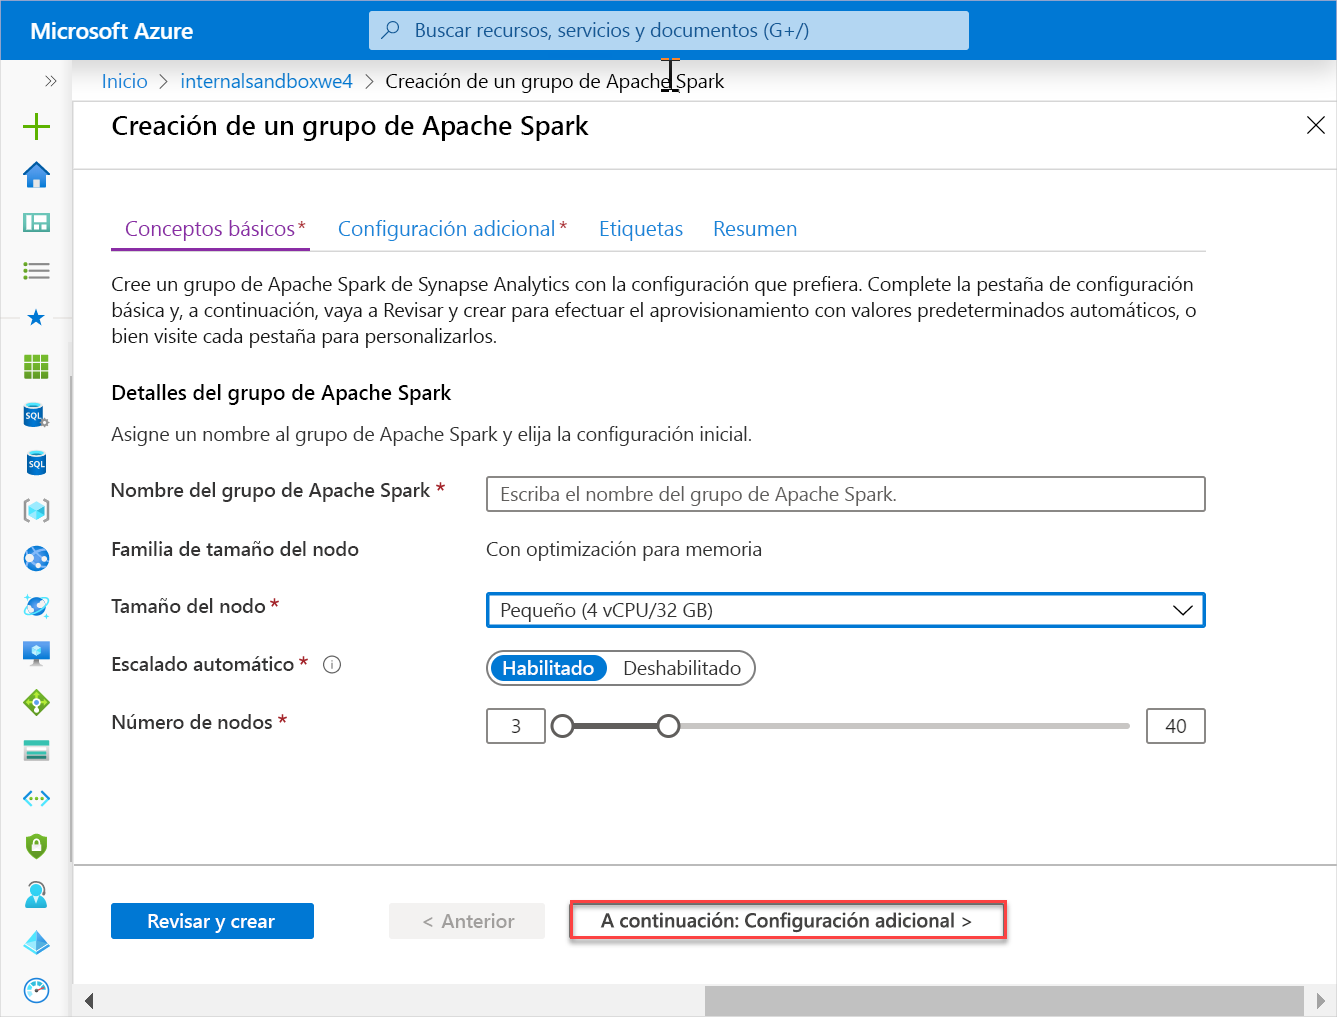 Microsoft Azure
Buscar recursos, servicios y documentos (G+/)
Inicio > internalsandboxwe4 > Creación de un grupo de Apache Spark
Creación de un grupo de Apache Spark
Conceptos básicos* Configuración adicional* Etiquetas Resumen
Cree un grupo de Apache Spark de Synapse Analytics con la configuración que prefiera. Complete la pestaña de configuración
básica y, a continuación, vaya a Revisar y crear para efectuar el aprovisionamiento con valores predeterminados automáticos, o
bien visite cada pestaña para personalizarlos.
Detalles del grupo de Apache Spark
Asigne un nombre al grupo de Apache Spark y elija la configuración inicial.
Nombre del grupo de Apache Spark * Escriba el nombre del grupo de Apache Spark.
Familia de tamaño del nodo Con optimización para memoria
Tamaño del nodo * Pequeño (4 vCPU/32 GB)
Escalado automático * Habilitado Deshabilitado
Número de nodos * 3 40
Revisar y crear < Anterior A continuación: Configuración adicional >
SQL
SQL